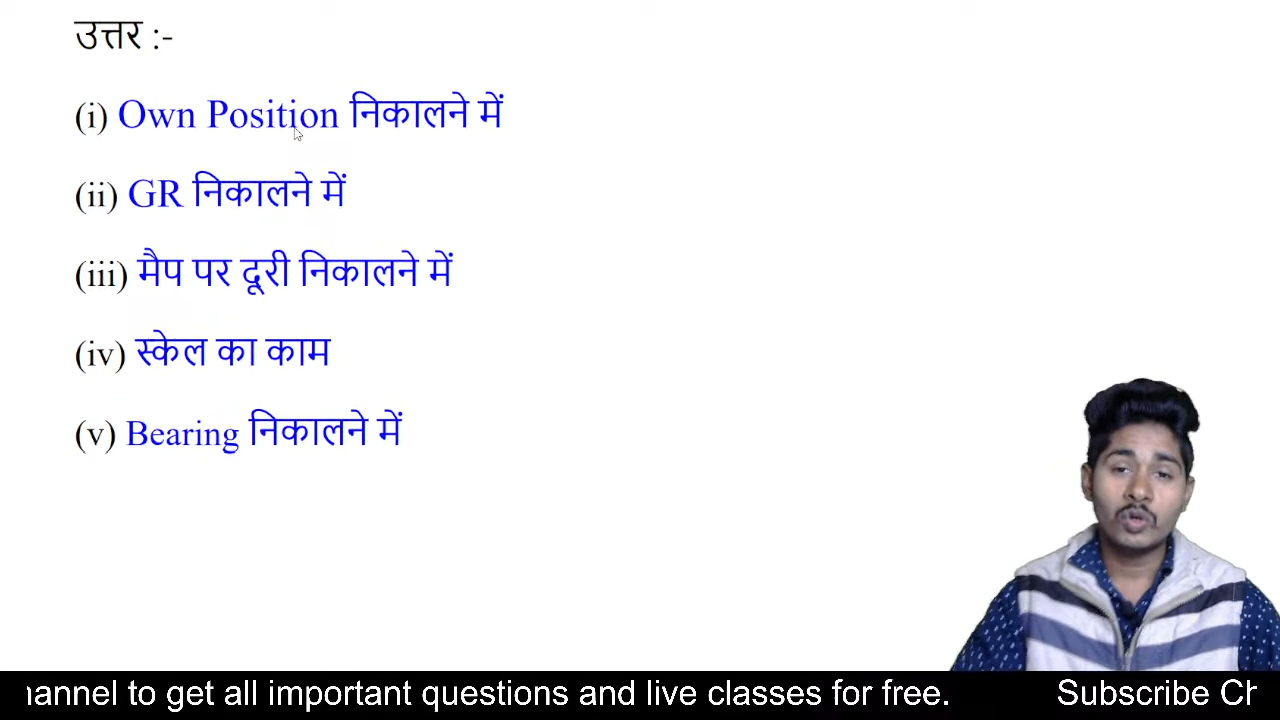 उत्तर :-
(i) Own Position निकालने में
(ii) GR निकालने में
(iii) मैप पर दूरी निकालने में
(iv) स्केल का काम
(v) Bearing निकालने में
hannel to get all important questions and live classes for free. Subscribe Ch